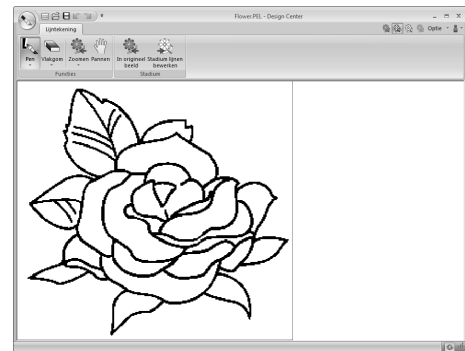 Flower.PEL - Design Center
Lijntekening
Optie
Pen Vlakgom Zoomen Pannen In origineel beeld Stadium lijnen bewerken
Functies Stadium